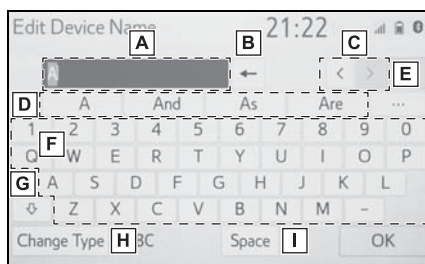 Edit Device Name 21:22
A B C
A ← < > E
D A And As Are ...
1 2 3 4 5 6 7 8 9 0
F
Q W E R T Y U I O P
G A S D F G H J K L
Z X C V B N M -
Change Type H BC Space I OK